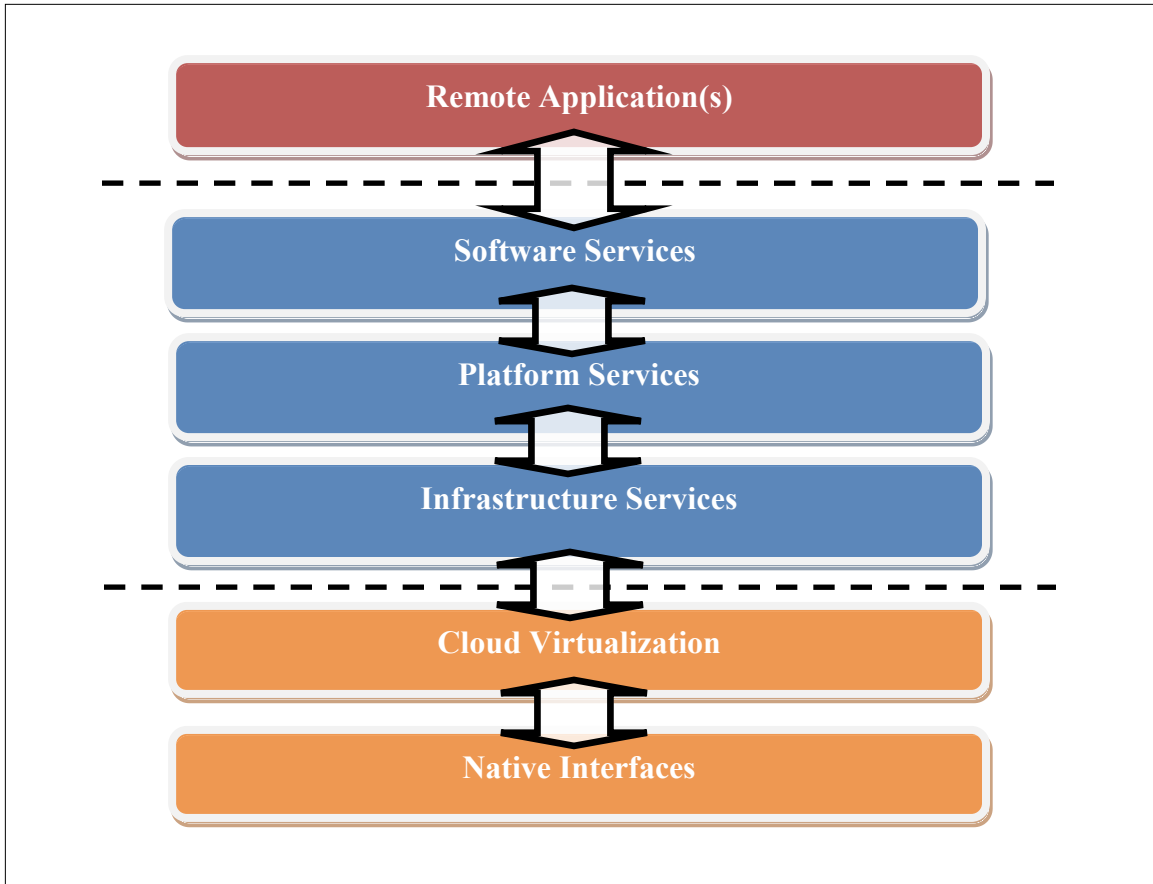 Remote Application(s)
Software Services
Platform Services
Infrastructure Services
Cloud Virtualization
Native Interfaces